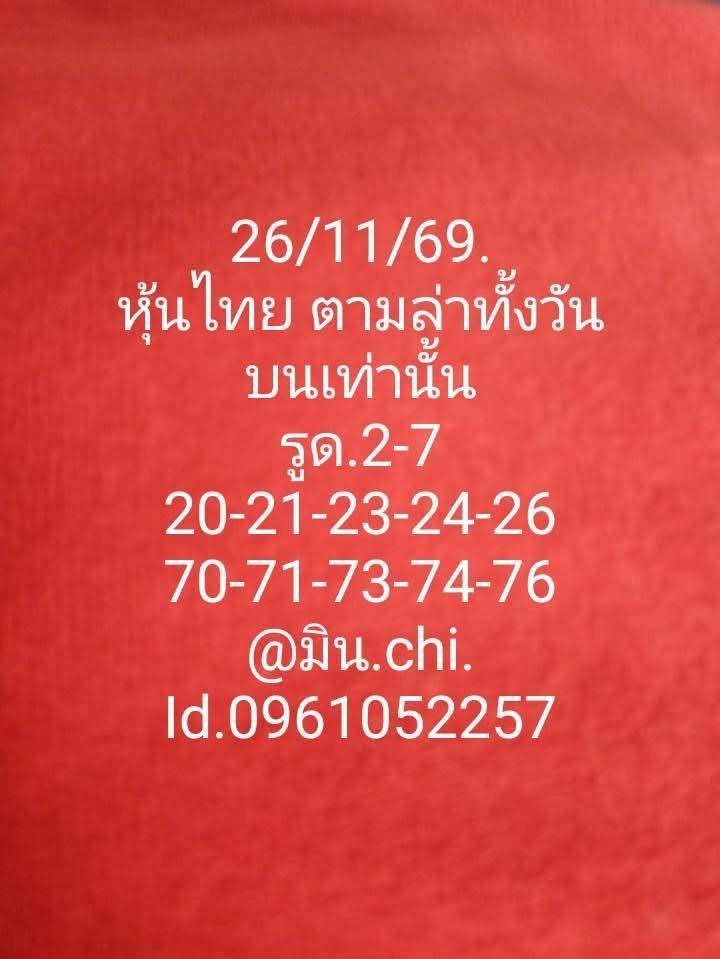 26/11/69.
หุ้นไทย ตามล่าทั้งวัน
บนเท่านั้น
รูด.2-7
20-21-23-24-26
70-71-73-74-76
@มิน.chi.
Id.0961052257